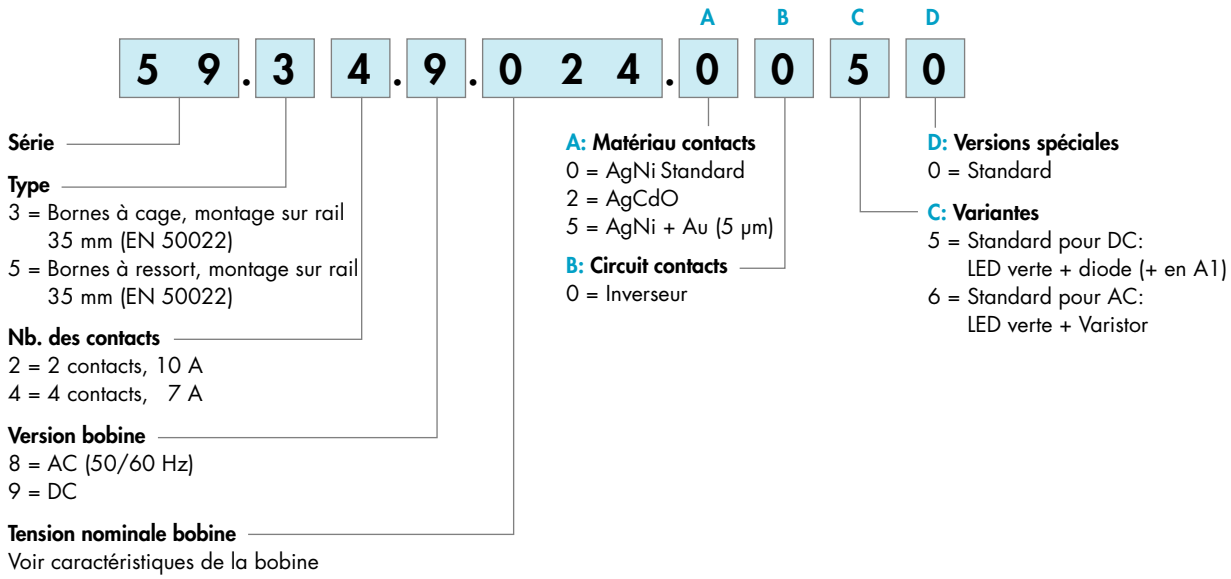 A B C D
5 9 . 3 4 . 9 . 0 2 4 . 0 0 5 0
Série
Type
3 = Bornes à cage, montage sur rail
35 mm (EN 50022)
5 = Bornes à ressort, montage sur rail
35 mm (EN 50022)
Nb. des contacts
2 = 2 contacts, 10 A
4 = 4 contacts, 7 A
Version bobine
8 = AC (50/60 Hz)
9 = DC
Tension nominale bobine
Voir caractéristiques de la bobine
A: Matériau contacts
0 = AgNi Standard
2 = AgCdO
5 = AgNi + Au (5 µm)
B: Circuit contacts
0 = Inverseur
D: Versions spéciales
0 = Standard
C: Variantes
5 = Standard pour DC:
LED verte + diode (+ en A1)
6 = Standard pour AC:
LED verte + Varistor